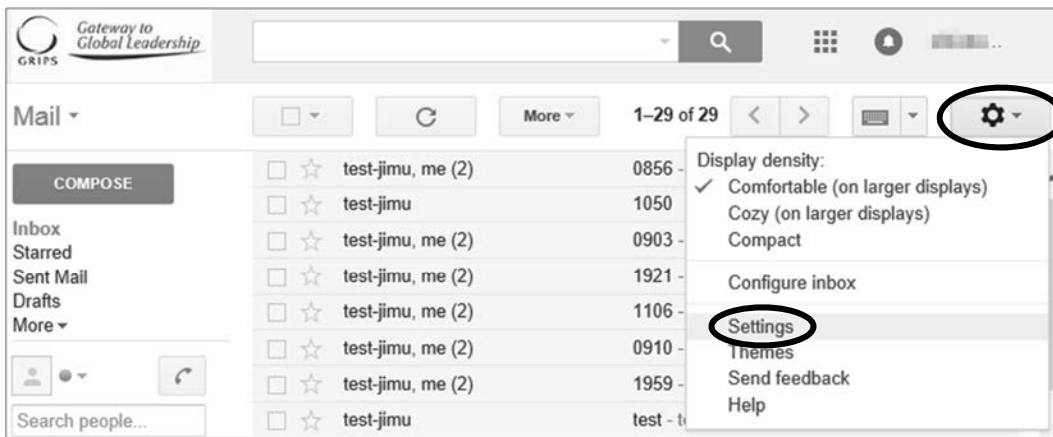 Gateway to
Global Leadership
GRIPS
Mail
More
1–29 of 29
COMPOSE
Inbox
Starred
Sent Mail
Drafts
More
Search people...
test-jimu, me (2) 0856 -
test-jimu 1050
test-jimu, me (2) 0903 -
test-jimu, me (2) 1921 -
test-jimu, me (2) 1106 -
test-jimu, me (2) 0910 -
test-jimu, me (2) 1959 -
test-jimu test - t
Display density:
Comfortable (on larger displays)
Cozy (on larger displays)
Compact
Configure inbox
Settings
Themes
Send feedback
Help